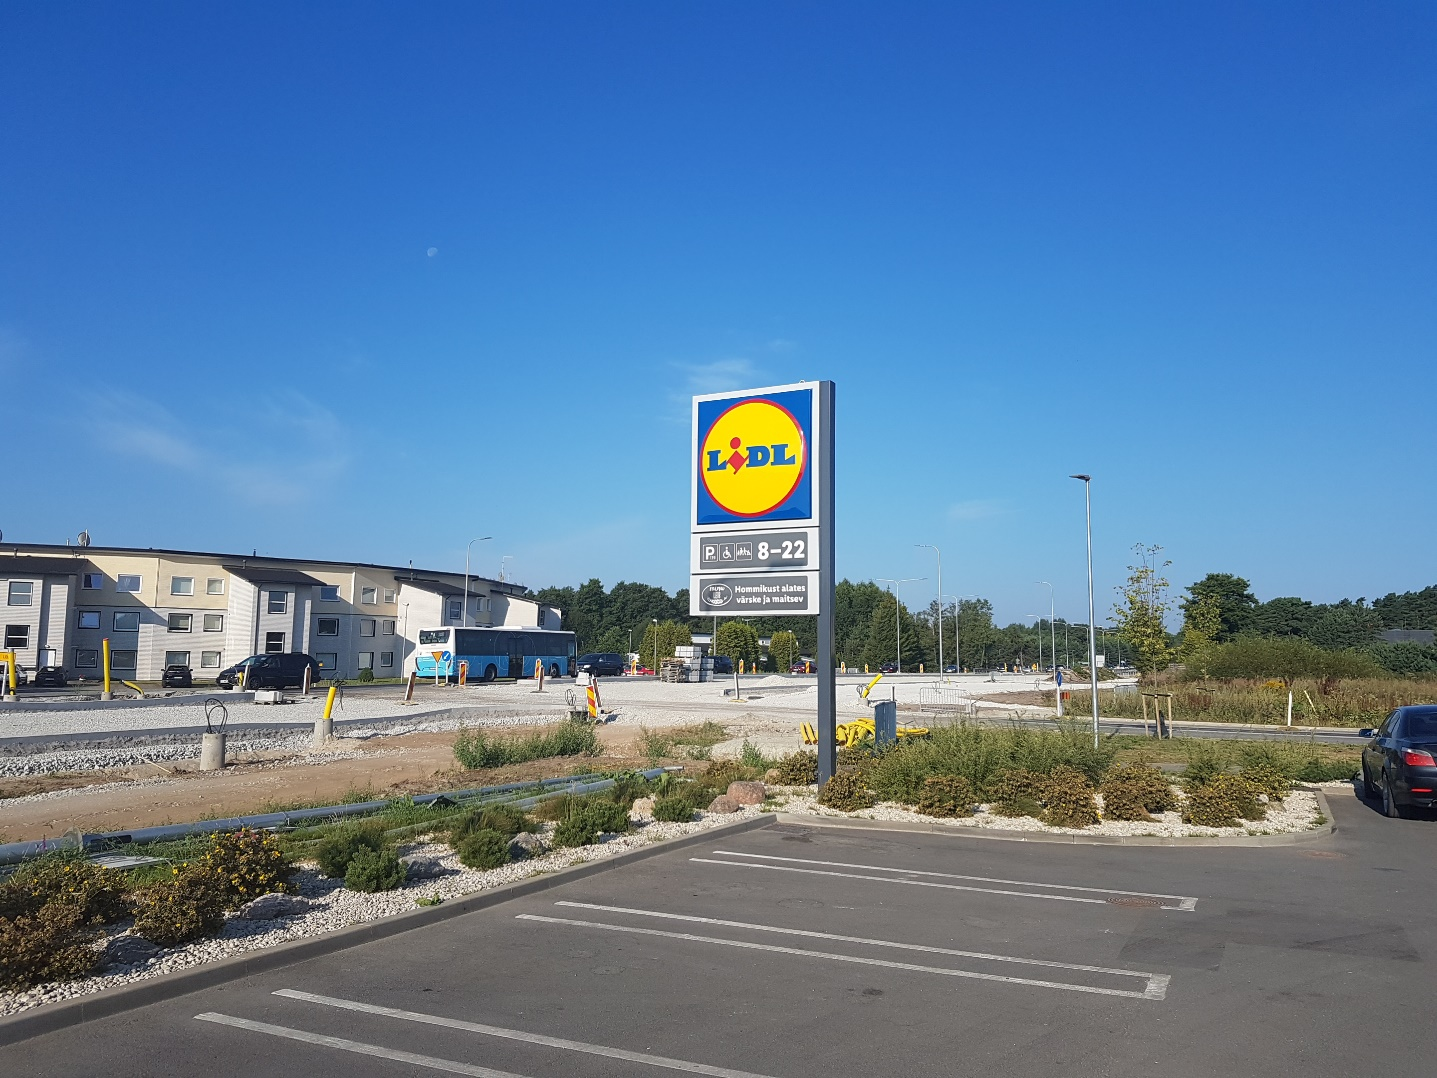 LiDL
P
8–22
Hommikust alates
värske ja maitsev